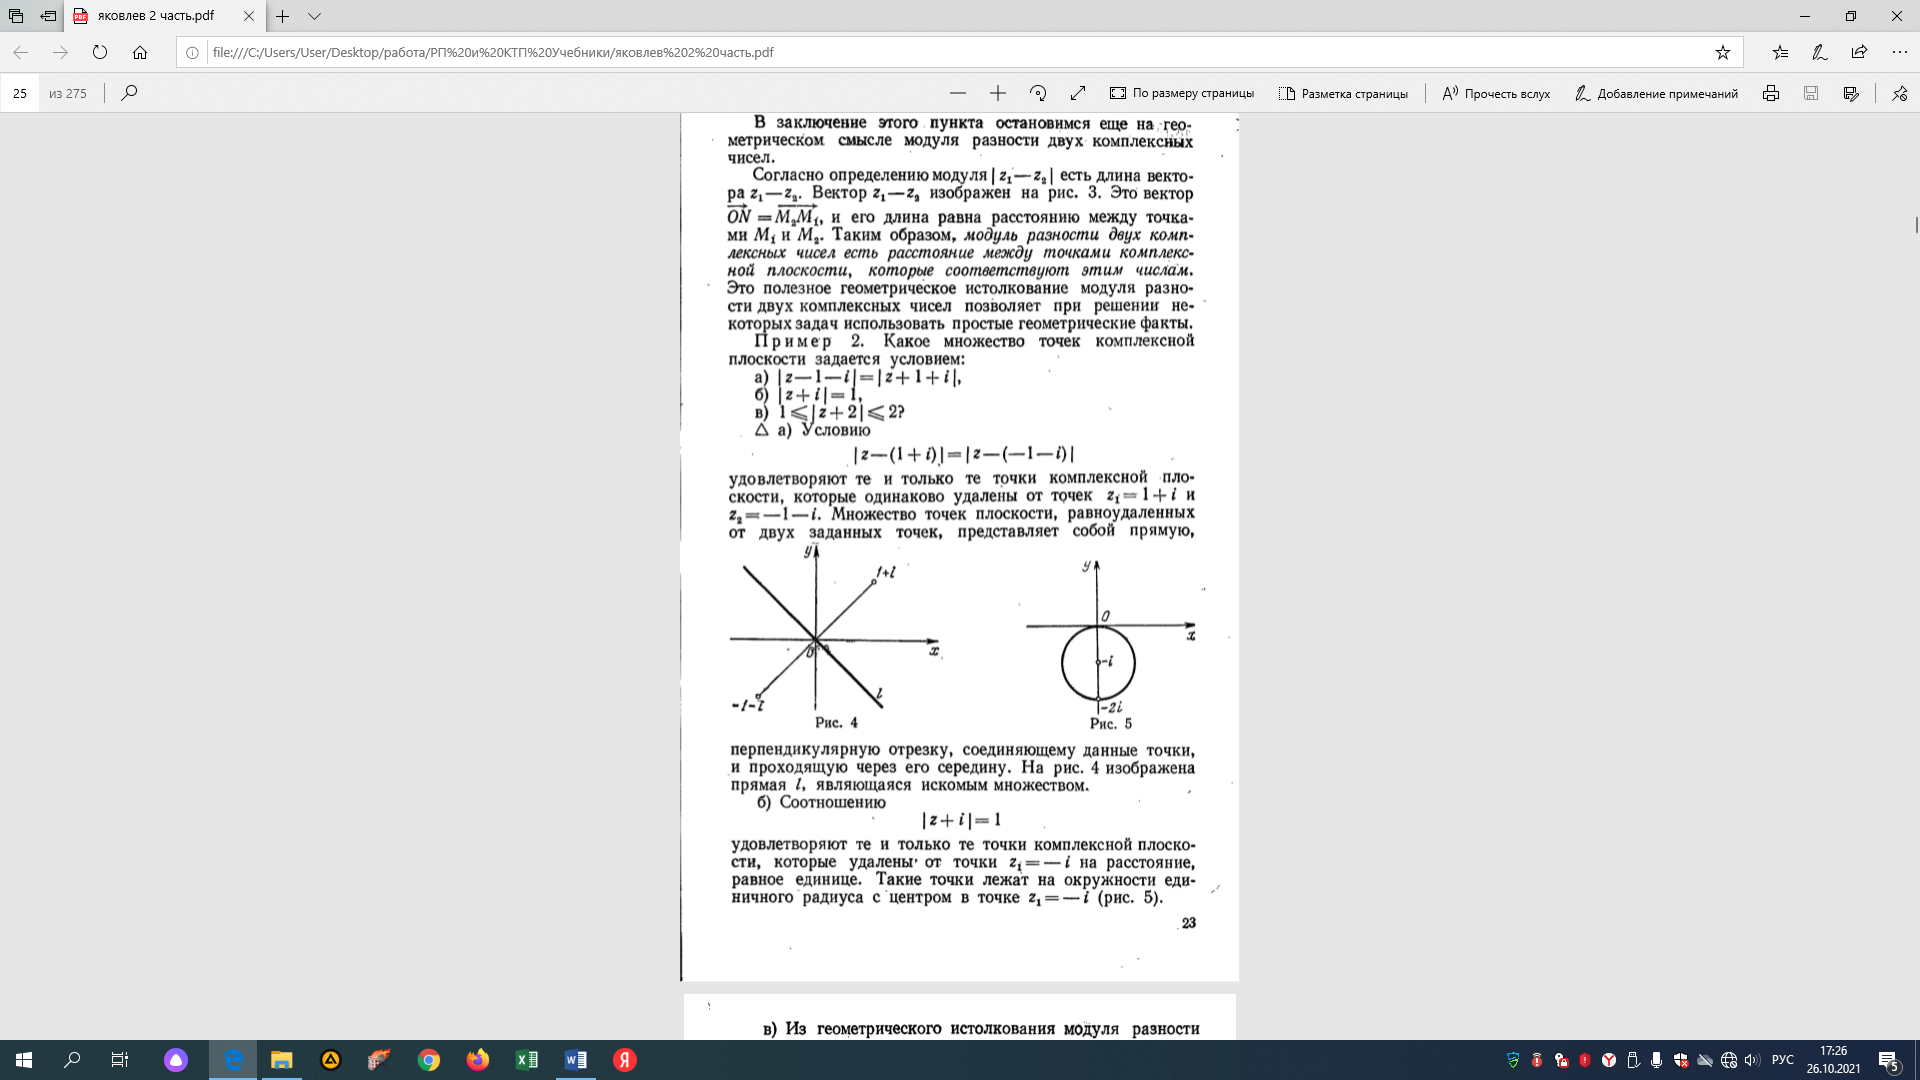 яковлев 2 часть.pdf
file:///C:/Users/User/Desktop/работа/РП%20и%20КТП%20Учебники/яковлев%202%20часть.pdf
25 из 275
По размеру страницы
Разметка страницы
Прочесть вслух
Добавление примечаний
В заключение этого пункта остановимся еще на гео-
метрическом смысле модуля разности двух комплексных
чисел.
Согласно определению модуля |z₁—z₂| есть длина векто-
ра z₁—z₂. Вектор z₁—z₂ изображен на рис. 3. Это вектор
ON = M₂M₁, и его длина равна расстоянию между точка-
ми M₁ и M₂. Таким образом, модуль разности двух комп-
лексных чисел есть расстояние между точками комплекс-
ной плоскости, которые соответствуют этим числам.
Это полезное геометрическое истолкование модуля разно-
сти двух комплексных чисел позволяет при решении не-
которых задач использовать простые геометрические факты.
Пример 2. Какое множество точек комплексной
плоскости задается условием:
а) |z—1—i|=|z+1+i|,
б) |z+i|=1,
в) 1⩽|z+2|⩽2?
△ а) Условию
|z—(1+i)|=|z—(—1—i)|
удовлетворяют те и только те точки комплексной пло-
скости, которые одинаково удалены от точек z₁=1+i и
z₂=—1—i. Множество точек плоскости, равноудаленных
от двух заданных точек, представляет собой прямую,
y
1+i
O
x
-1-i
l
Рис. 4
y
O
x
-i
-2i
Рис. 5
перпендикулярную отрезку, соединяющему данные точки,
и проходящую через его середину. На рис. 4 изображена
прямая l, являющаяся искомым множеством.
б) Соотношению
|z+i|=1
удовлетворяют те и только те точки комплексной плоско-
сти, которые удалены от точки z₁=—i на расстояние,
равное единице. Такие точки лежат на окружности еди-
ничного радиуса с центром в точке z₁=—i (рис. 5).
23
в) Из геометрического истолкования модуля разности
РУС
17:26
26.10.2021
5